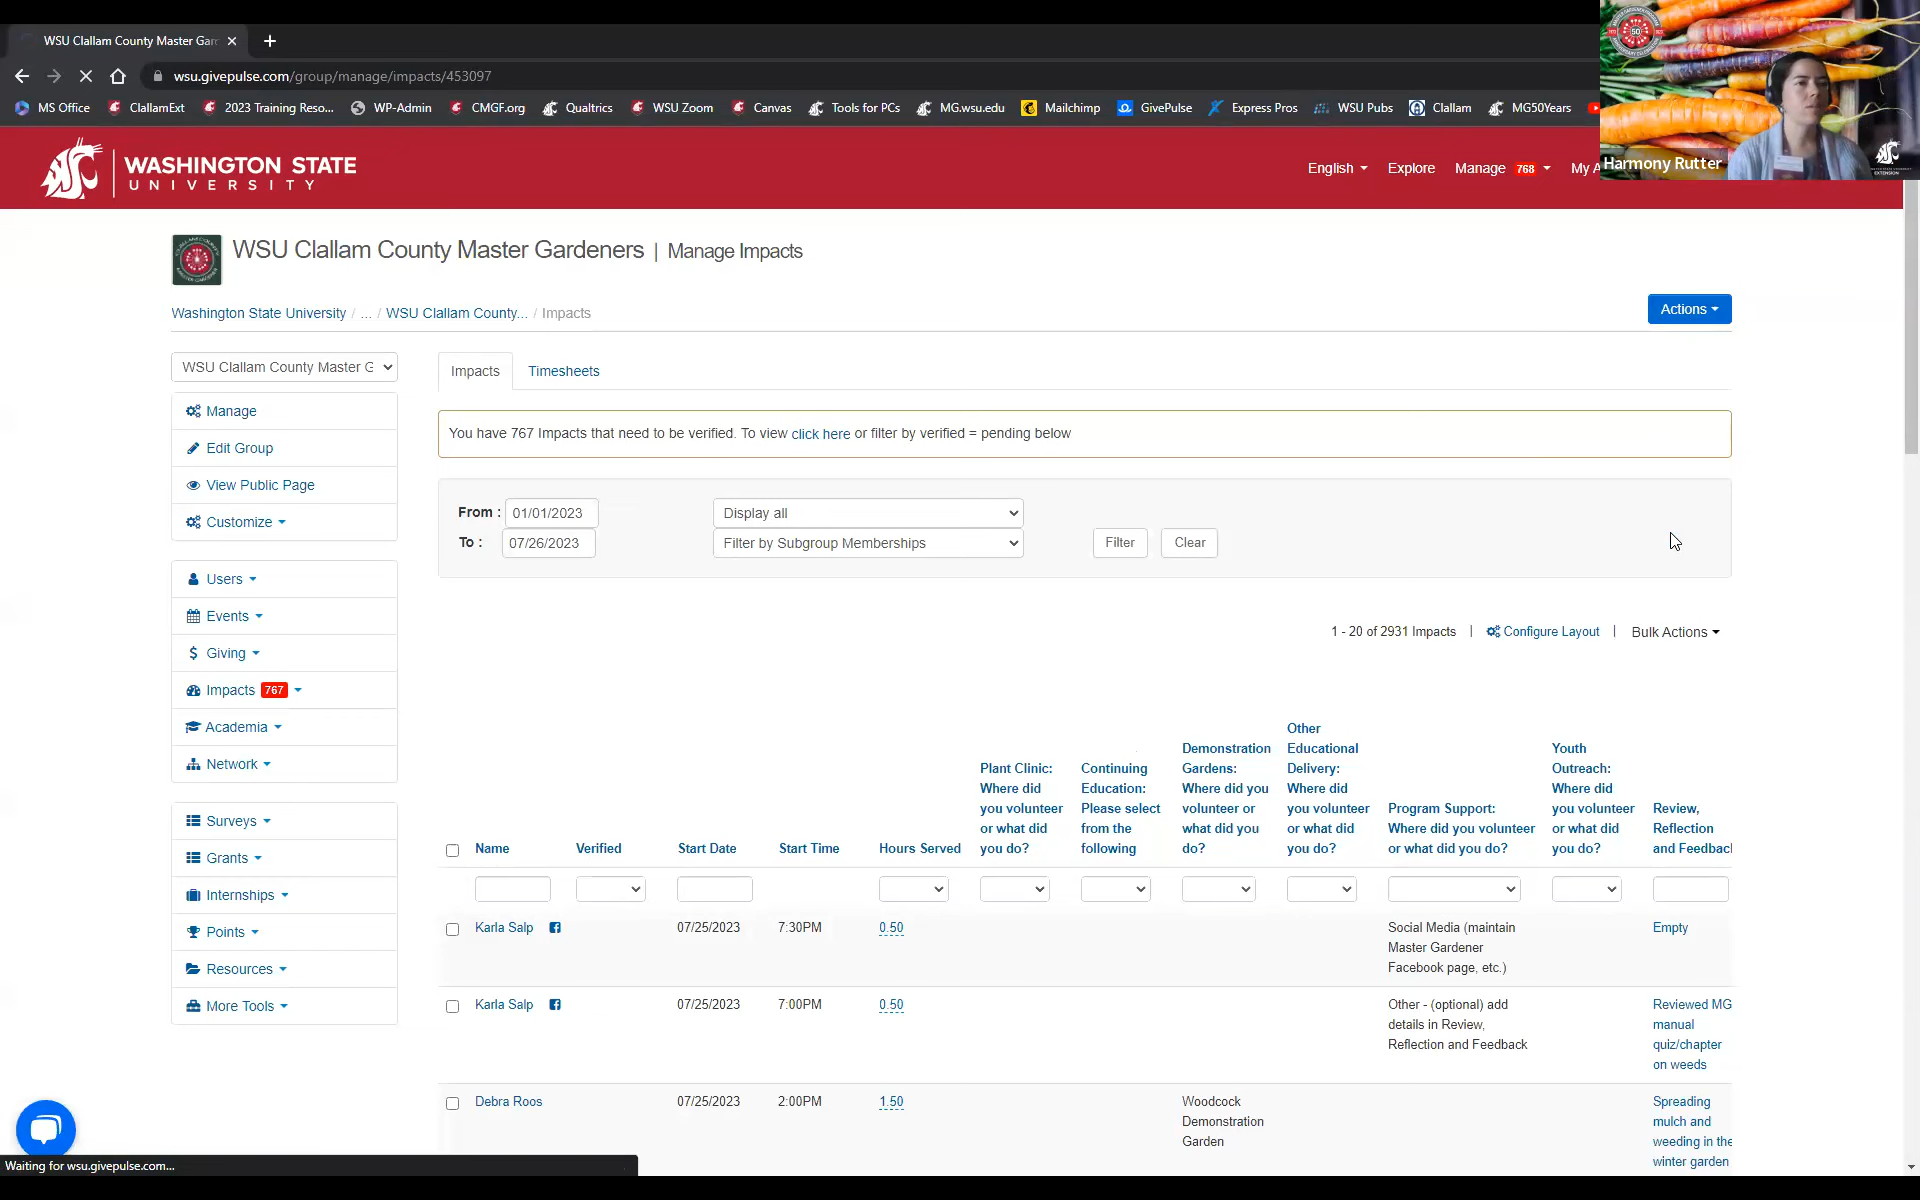 WSU Clallam County Master Gar
wsu.givepulse.com/group/manage/impacts/453097
MS Office ClallamExt 2023 Training Reso... WP-Admin CMGF.org Qualtrics WSU Zoom Canvas Tools for PCs MG.wsu.edu Mailchimp GivePulse Express Pros WSU Pubs Clallam MG50Years
Harmony Rutter
WASHINGTON STATE
UNIVERSITY
English Explore Manage 768 My A
WSU Clallam County Master Gardeners | Manage Impacts
Washington State University / ... / WSU Clallam County... / Impacts
Actions
WSU Clallam County Master G
Manage
Edit Group
View Public Page
Customize
Users
Events
Giving
Impacts 767
Academia
Network
Surveys
Grants
Internships
Points
Resources
More Tools
Impacts Timesheets
You have 767 Impacts that need to be verified. To view click here or filter by verified = pending below
From : 01/01/2023 Display all
To : 07/26/2023 Filter by Subgroup Memberships Filter Clear
1 - 20 of 2931 Impacts | Configure Layout | Bulk Actions
Name
Verified
Start Date
Start Time
Hours Served
Plant Clinic:
Where did
you volunteer
or what did
you do?
Continuing
Education:
Please select
from the
following
Demonstration
Gardens:
Where did you
volunteer or
what did you
do?
Other
Educational
Delivery:
Where did
you volunteer
or what did
you do?
Program Support:
Where did you volunteer
or what did you do?
Youth
Outreach:
Where did
you volunteer
or what did
you do?
Review,
Reflection
and Feedbac
Karla Salp 07/25/2023 7:30PM 0.50
Social Media (maintain
Master Gardener
Facebook page, etc.)
Empty
Karla Salp 07/25/2023 7:00PM 0.50
Other - (optional) add
details in Review,
Reflection and Feedback
Reviewed MG
manual
quiz/chapter
on weeds
Debra Roos 07/25/2023 2:00PM 1.50
Woodcock
Demonstration
Garden
Spreading
mulch and
weeding in the
winter garden
Waiting for wsu.givepulse.com...